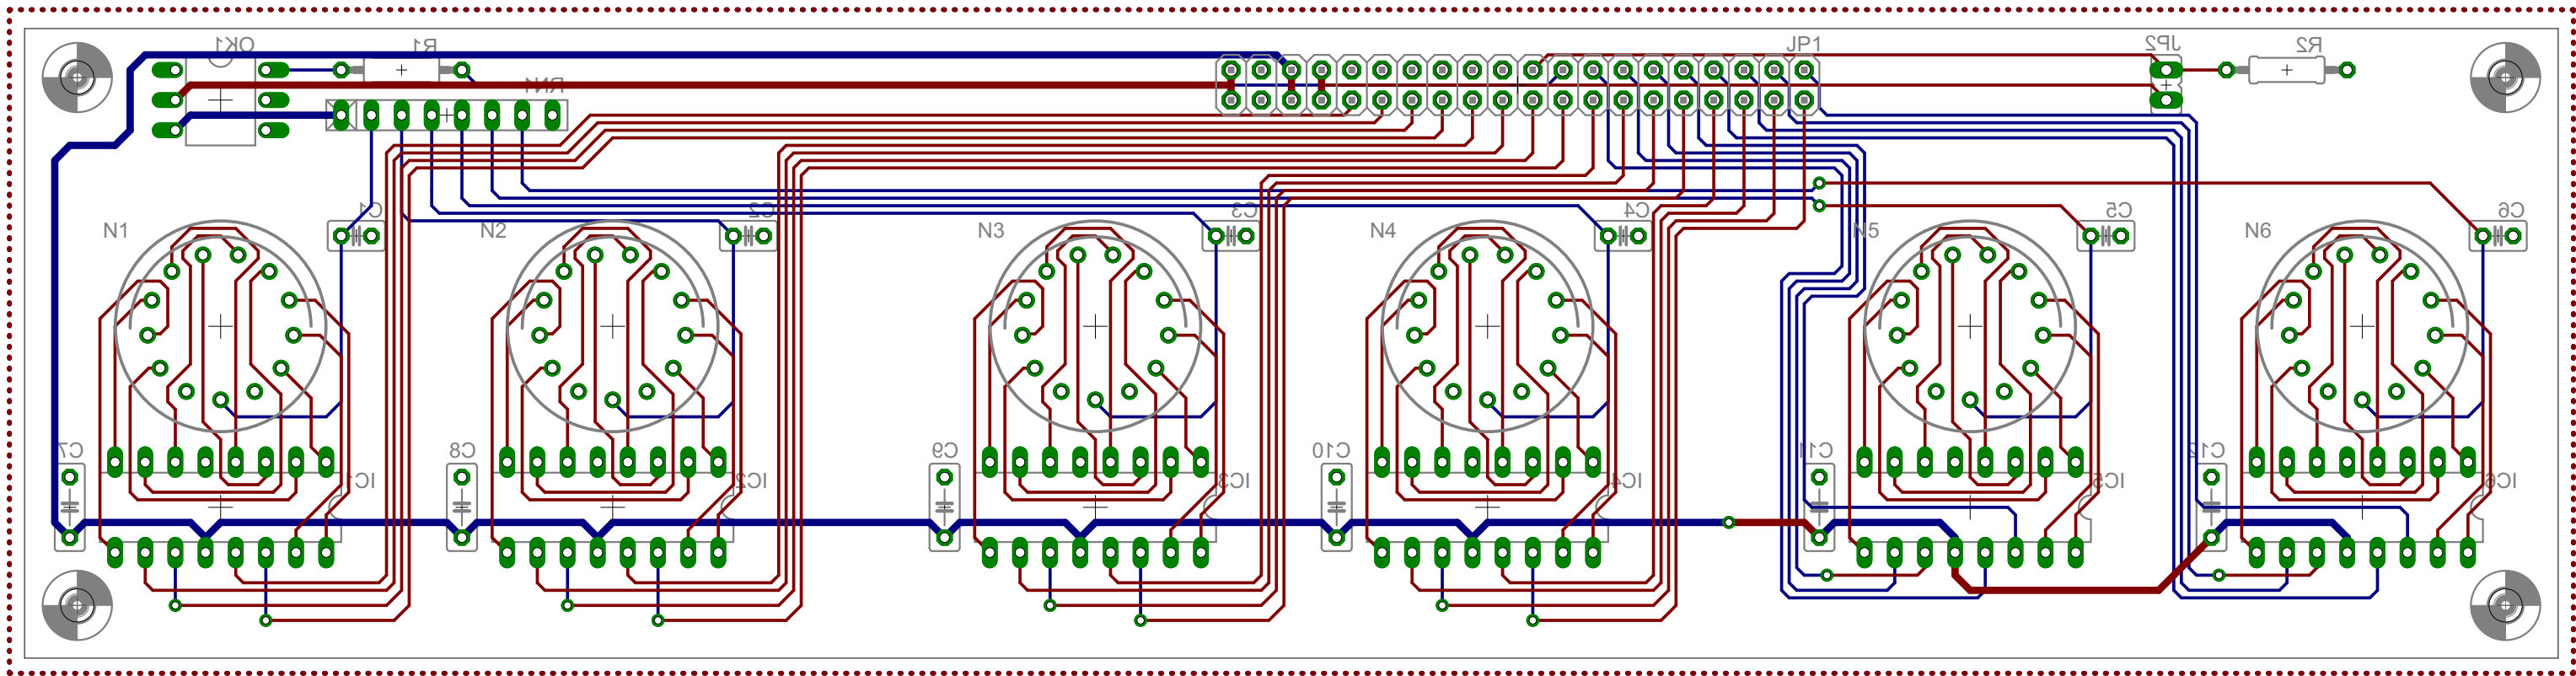 OK1 R1 JP1 JP2 R2
RN1
C1 C2 C3 C4 C5 C6
N1 N2 N3 N4 N5 N6
C7 C8 C9 C10 C11 C12
IC1 IC2 IC3 IC4 IC5 IC6